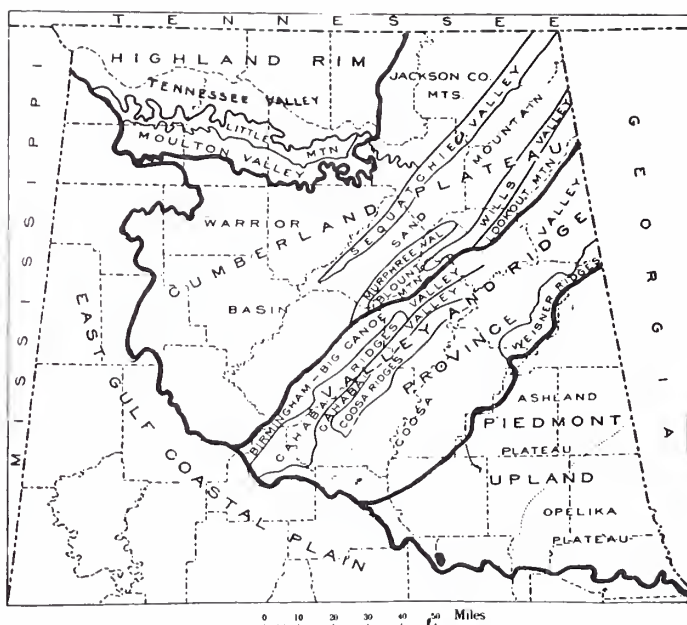 TENNESSEE
HIGHLAND RIM
JACKSON CO.
MTS.
TENNESSEE VALLEY
LITTLE
MTN
MOULTON VALLEY
MISSISSIPPI
GEORGIA
SEQUATCHIE VALLEY
SAND MOUNTAIN
CUMBERLAND PLATEAU
WILLS VALLEY
LOOKOUT MTN
WARRIOR
BASIN
MURPHREE VAL
BLOUNT
MTN
BIRMINGHAM-BIG CANOE VALLEY
CAHABA RIDGES
CAHABA VALLEY
COOSA RIDGES
COOSA VALLEY
VALLEY AND RIDGE
PROVINCE
WEISNER RIDGES
EAST GULF COASTAL PLAIN
ASHLAND
PIEDMONT
PLATEAU
UPLAND
OPELIKA
PLATEAU
0 10 20 30 40 50 Miles